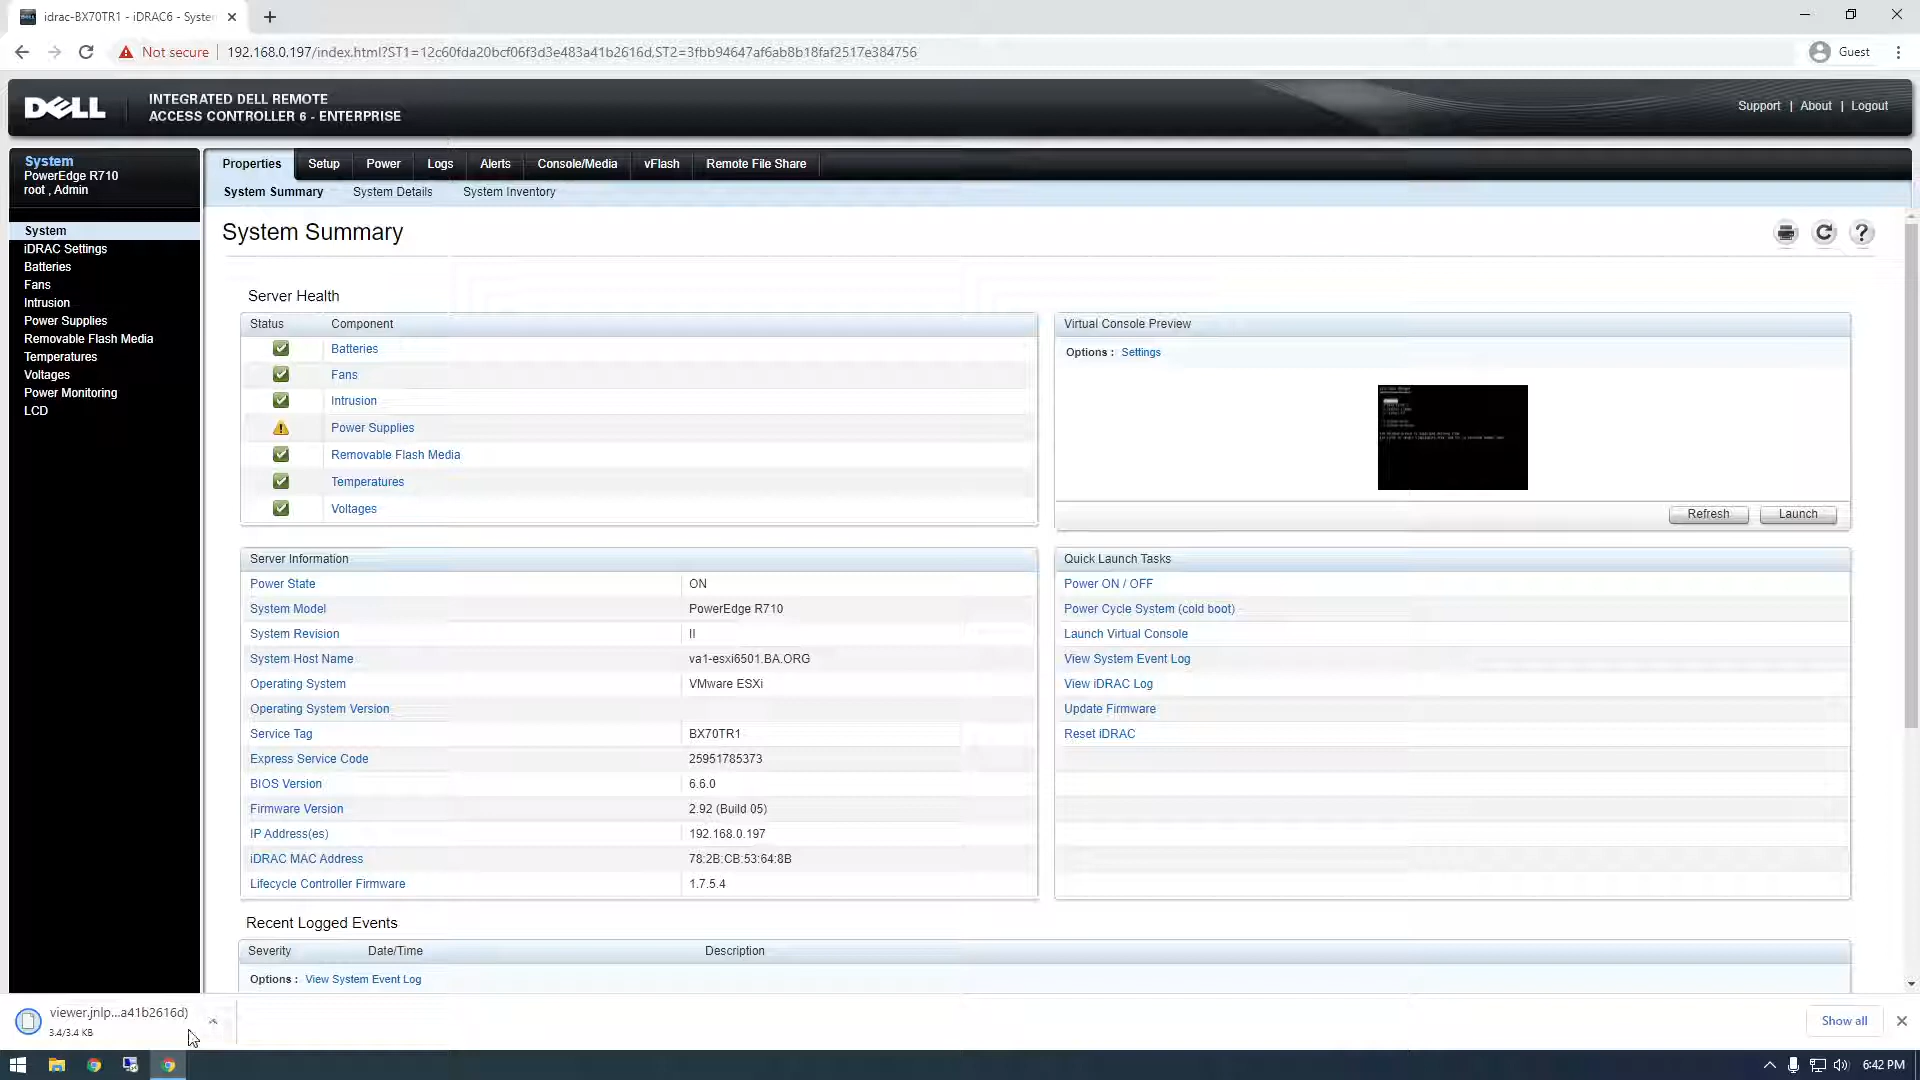 idrac-BX70TR1 - iDRAC6 - System
Not secure
192.168.0.197/index.html?ST1=12c60fda20bcf06f3d3e483a41b2616d,ST2=3fbb94647af6ab8b18faf2517e384756
Guest
DELL
INTEGRATED DELL REMOTE
ACCESS CONTROLLER 6 - ENTERPRISE
Support | About | Logout
System
PowerEdge R710
root , Admin
Properties Setup Power Logs Alerts Console/Media vFlash Remote File Share
System Summary System Details System Inventory
System
iDRAC Settings
Batteries
Fans
Intrusion
Power Supplies
Removable Flash Media
Temperatures
Voltages
Power Monitoring
LCD
System Summary
Server Health
Status Component
Batteries
Fans
Intrusion
Power Supplies
Removable Flash Media
Temperatures
Voltages
Virtual Console Preview
Options : Settings
Refresh Launch
Server Information
Power State ON
System Model PowerEdge R710
System Revision II
System Host Name va1-esxi6501.BA.ORG
Operating System VMware ESXi
Operating System Version
Service Tag BX70TR1
Express Service Code 25951785373
BIOS Version 6.6.0
Firmware Version 2.92 (Build 05)
IP Address(es) 192.168.0.197
iDRAC MAC Address 78:2B:CB:53:64:8B
Lifecycle Controller Firmware 1.7.5.4
Quick Launch Tasks
Power ON / OFF
Power Cycle System (cold boot)
Launch Virtual Console
View System Event Log
View iDRAC Log
Update Firmware
Reset iDRAC
Recent Logged Events
Severity Date/Time Description
Options : View System Event Log
viewer.jnlp...a41b2616d)
3.4/3.4 KB
Show all
6:42 PM